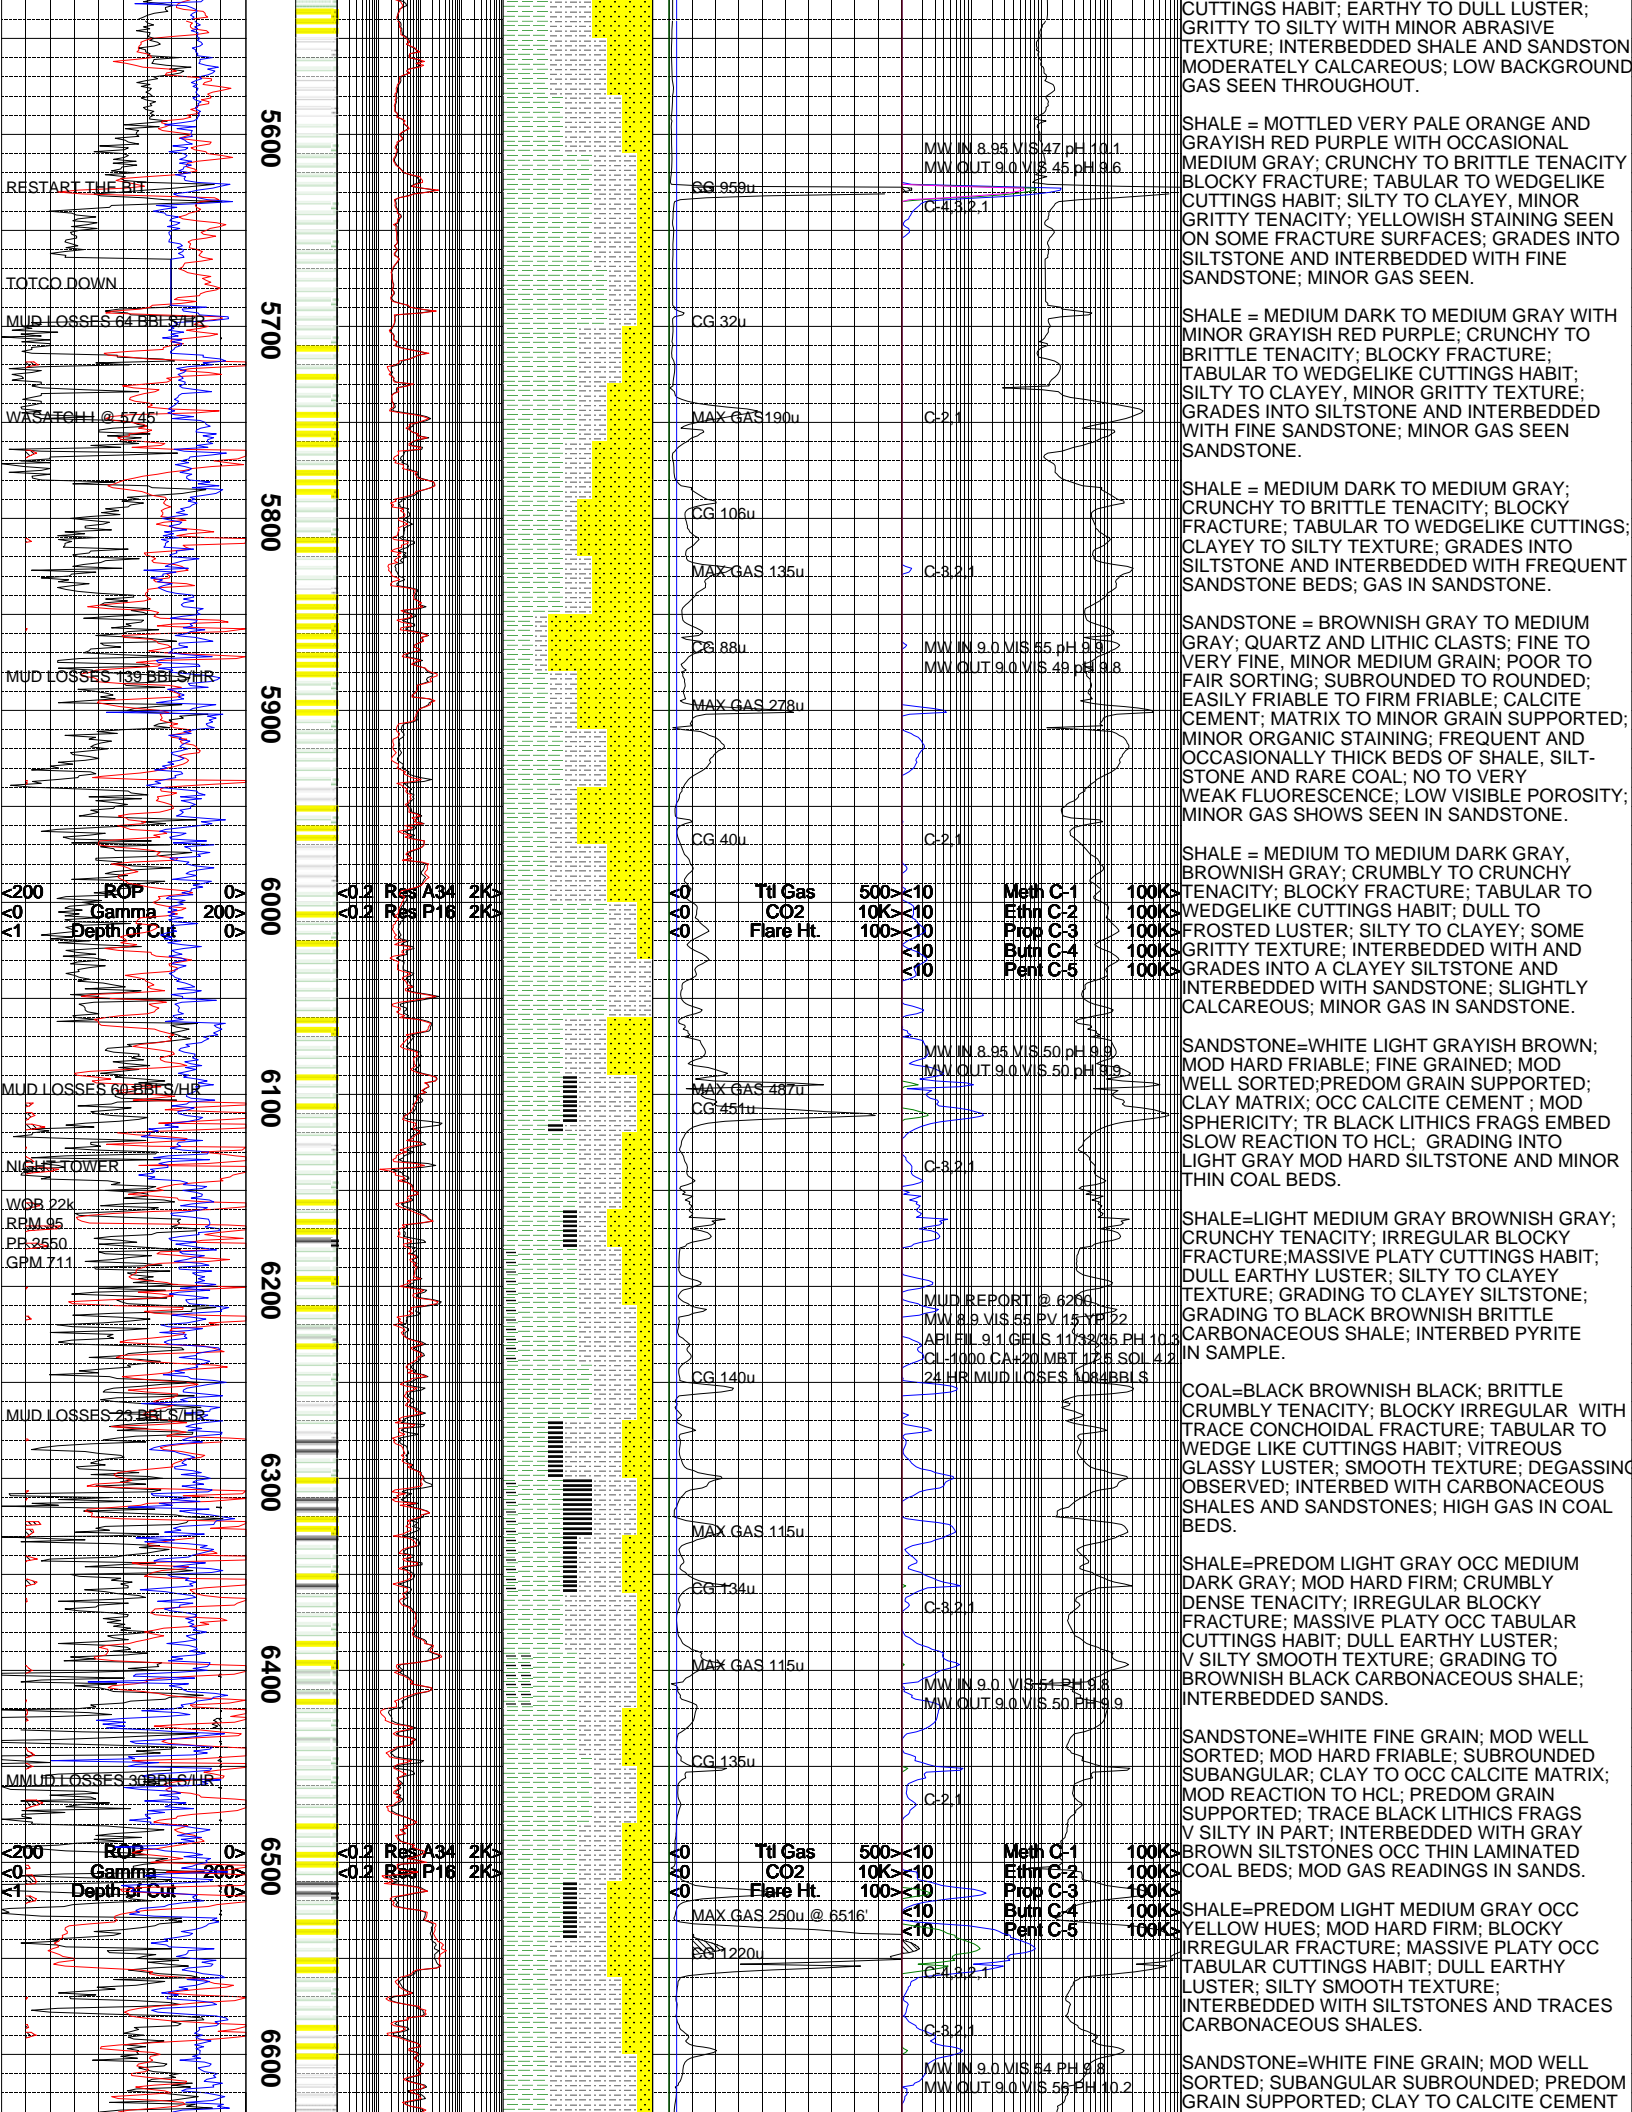 RESTART THE BIT
TOTCO DOWN
MUD LOSSES 64 BBLS/HR
WASATCH I @ 5745'
MUD LOSSES 139 BBLS/HR
<200 ROP 0>
<0 Gamma 200>
<1 Depth of Cut 0>
MUD LOSSES 60 BBLS/HR
NIGHT TOWER
WOB 22k
RPM 95
PP 2550
GPM 711
MUD LOSSES 23 BBLS/HR
MMUD LOSSES 30BBLS/HR
<200 ROP 0>
<0 Gamma 200>
<1 Depth of Cut 0>
5600
5700
5800
5900
6000
6100
6200
6300
6400
6500
6600
<0.2 Res A34 2K>
<0.2 Res P16 2K>
<0.2 Res A34 2K>
<0.2 Res P16 2K>
CG 959u
CG 32u
MAX GAS190u
CG 106u
MAX GAS 135u
CG 88u
MAX GAS 278u
CG 40u
<0 Ttl Gas 500>
<0 CO2 10K>
<0 Flare Ht. 100>
MAX GAS 487u
CG 451u
CG 140u
MAX GAS 115u
CG 134u
MAX GAS 115u
CG 135u
<0 Ttl Gas 500>
<0 CO2 10K>
<0 Flare Ht. 100>
MAX GAS 250u @ 6516'
CG 1220u
MW IN 8.95 VIS 47 pH 10.1
MW OUT 9.0 VIS 45 pH 9.6
C-4,3,2,1
C-2,1
C-3,2,1
MW IN 9.0 VIS 55 pH 9.9
MW OUT 9.0 VIS 49 pH 9.8
C-2,1
<10 Meth C-1 100K>
<10 Ethn C-2 100K>
<10 Prop C-3 100K>
<10 Butn C-4 100K>
<10 Pent C-5 100K>
MW IN 8.95 VIS 50 pH 9.9
MW OUT 9.0 VIS 50 pH 9.9
C-3,2,1
MUD REPORT @ 6200
MW 8.9 VIS 55 PV 15 YP 22
API FIL 9.1 GELS 11/32/35 PH 10.3
CL-1000 CA+20 MBT 17.5 SOL 4.2
24 HR MUD LOSES 1084BBLS
C-3,2,1
MW IN 9.0 VIS 51 PH 9.8
MW OUT 9.0 VIS 50 PH 9.9
C-2,1
<10 Meth C-1 100K>
<10 Ethn C-2 100K>
<10 Prop C-3 100K>
<10 Butn C-4 100K>
<10 Pent C-5 100K>
C-4,3,2,1
C-3,2,1
MW IN 9.0 VIS 54 PH 9.8
MW OUT 9.0 VIS 56 PH 10.2
CUTTINGS HABIT; EARTHY TO DULL LUSTER;
GRITTY TO SILTY WITH MINOR ABRASIVE
TEXTURE; INTERBEDDED SHALE AND SANDSTON
MODERATELY CALCAREOUS; LOW BACKGROUND
GAS SEEN THROUGHOUT.
SHALE = MOTTLED VERY PALE ORANGE AND
GRAYISH RED PURPLE WITH OCCASIONAL
MEDIUM GRAY; CRUNCHY TO BRITTLE TENACITY
BLOCKY FRACTURE; TABULAR TO WEDGELIKE
CUTTINGS HABIT; SILTY TO CLAYEY, MINOR
GRITTY TENACITY; YELLOWISH STAINING SEEN
ON SOME FRACTURE SURFACES; GRADES INTO
SILTSTONE AND INTERBEDDED WITH FINE
SANDSTONE; MINOR GAS SEEN.
SHALE = MEDIUM DARK TO MEDIUM GRAY WITH
MINOR GRAYISH RED PURPLE; CRUNCHY TO
BRITTLE TENACITY; BLOCKY FRACTURE;
TABULAR TO WEDGELIKE CUTTINGS HABIT;
SILTY TO CLAYEY, MINOR GRITTY TEXTURE;
GRADES INTO SILTSTONE AND INTERBEDDED
WITH FINE SANDSTONE; MINOR GAS SEEN
SANDSTONE.
SHALE = MEDIUM DARK TO MEDIUM GRAY;
CRUNCHY TO BRITTLE TENACITY; BLOCKY
FRACTURE; TABULAR TO WEDGELIKE CUTTINGS;
CLAYEY TO SILTY TEXTURE; GRADES INTO
SILTSTONE AND INTERBEDDED WITH FREQUENT
SANDSTONE BEDS; GAS IN SANDSTONE.
SANDSTONE = BROWNISH GRAY TO MEDIUM
GRAY; QUARTZ AND LITHIC CLASTS; FINE TO
VERY FINE, MINOR MEDIUM GRAIN; POOR TO
FAIR SORTING; SUBROUNDED TO ROUNDED;
EASILY FRIABLE TO FIRM FRIABLE; CALCITE
CEMENT; MATRIX TO MINOR GRAIN SUPPORTED;
MINOR ORGANIC STAINING; FREQUENT AND
OCCASIONALLY THICK BEDS OF SHALE, SILT-
STONE AND RARE COAL; NO TO VERY
WEAK FLUORESCENCE; LOW VISIBLE POROSITY;
MINOR GAS SHOWS SEEN IN SANDSTONE.
SHALE = MEDIUM TO MEDIUM DARK GRAY,
BROWNISH GRAY; CRUMBLY TO CRUNCHY
TENACITY; BLOCKY FRACTURE; TABULAR TO
WEDGELIKE CUTTINGS HABIT; DULL TO
FROSTED LUSTER; SILTY TO CLAYEY; SOME
GRITTY TEXTURE; INTERBEDDED WITH AND
GRADES INTO A CLAYEY SILTSTONE AND
INTERBEDDED WITH SANDSTONE; SLIGHTLY
CALCAREOUS; MINOR GAS IN SANDSTONE.
SANDSTONE=WHITE LIGHT GRAYISH BROWN;
MOD HARD FRIABLE; FINE GRAINED; MOD
WELL SORTED;PREDOM GRAIN SUPPORTED;
CLAY MATRIX; OCC CALCITE CEMENT ; MOD
SPHERICITY; TR BLACK LITHICS FRAGS EMBED
SLOW REACTION TO HCL; GRADING INTO
LIGHT GRAY MOD HARD SILTSTONE AND MINOR
THIN COAL BEDS.
SHALE=LIGHT MEDIUM GRAY BROWNISH GRAY;
CRUNCHY TENACITY; IRREGULAR BLOCKY
FRACTURE;MASSIVE PLATY CUTTINGS HABIT;
DULL EARTHY LUSTER; SILTY TO CLAYEY
TEXTURE; GRADING TO CLAYEY SILTSTONE;
GRADING TO BLACK BROWNISH BRITTLE
CARBONACEOUS SHALE; INTERBED PYRITE
IN SAMPLE.
COAL=BLACK BROWNISH BLACK; BRITTLE
CRUMBLY TENACITY; BLOCKY IRREGULAR WITH
TRACE CONCHOIDAL FRACTURE; TABULAR TO
WEDGE LIKE CUTTINGS HABIT; VITREOUS
GLASSY LUSTER; SMOOTH TEXTURE; DEGASSING
OBSERVED; INTERBED WITH CARBONACEOUS
SHALES AND SANDSTONES; HIGH GAS IN COAL
BEDS.
SHALE=PREDOM LIGHT GRAY OCC MEDIUM
DARK GRAY; MOD HARD FIRM; CRUMBLY
DENSE TENACITY; IRREGULAR BLOCKY
FRACTURE; MASSIVE PLATY OCC TABULAR
CUTTINGS HABIT; DULL EARTHY LUSTER;
V SILTY SMOOTH TEXTURE; GRADING TO
BROWNISH BLACK CARBONACEOUS SHALE;
INTERBEDDED SANDS.
SANDSTONE=WHITE FINE GRAIN; MOD WELL
SORTED; MOD HARD FRIABLE; SUBROUNDED
SUBANGULAR; CLAY TO OCC CALCITE MATRIX;
MOD REACTION TO HCL; PREDOM GRAIN
SUPPORTED; TRACE BLACK LITHICS FRAGS
V SILTY IN PART; INTERBEDDED WITH GRAY
BROWN SILTSTONES OCC THIN LAMINATED
COAL BEDS; MOD GAS READINGS IN SANDS.
SHALE=PREDOM LIGHT MEDIUM GRAY OCC
YELLOW HUES; MOD HARD FIRM; BLOCKY
IRREGULAR FRACTURE; MASSIVE PLATY OCC
TABULAR CUTTINGS HABIT; DULL EARTHY
LUSTER; SILTY SMOOTH TEXTURE;
INTERBEDDED WITH SILTSTONES AND TRACES
CARBONACEOUS SHALES.
SANDSTONE=WHITE FINE GRAIN; MOD WELL
SORTED; SUBANGULAR SUBROUNDED; PREDOM
GRAIN SUPPORTED; CLAY TO CALCITE CEMENT